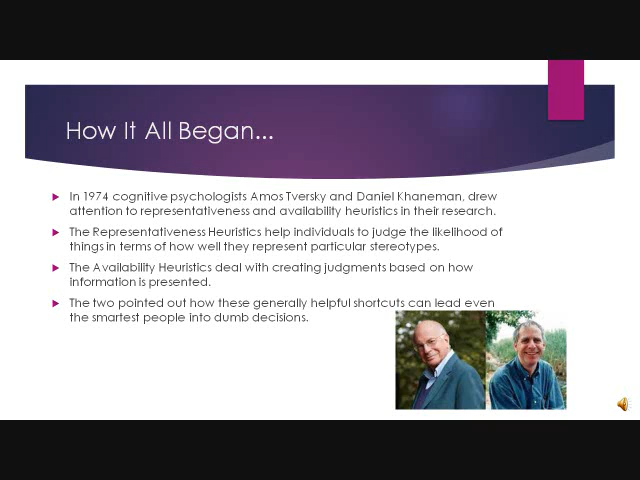 How It All Began...
In 1974 cognitive psychologists Amos Tversky and Daniel Khaneman, drew
attention to representativeness and availability heuristics in their research.
The Representativeness Heuristics help individuals to judge the likelihood of
things in terms of how well they represent particular stereotypes.
The Availability Heuristics deal with creating judgments based on how
information is presented.
The two pointed out how these generally helpful shortcuts can lead even
the smartest people into dumb decisions.